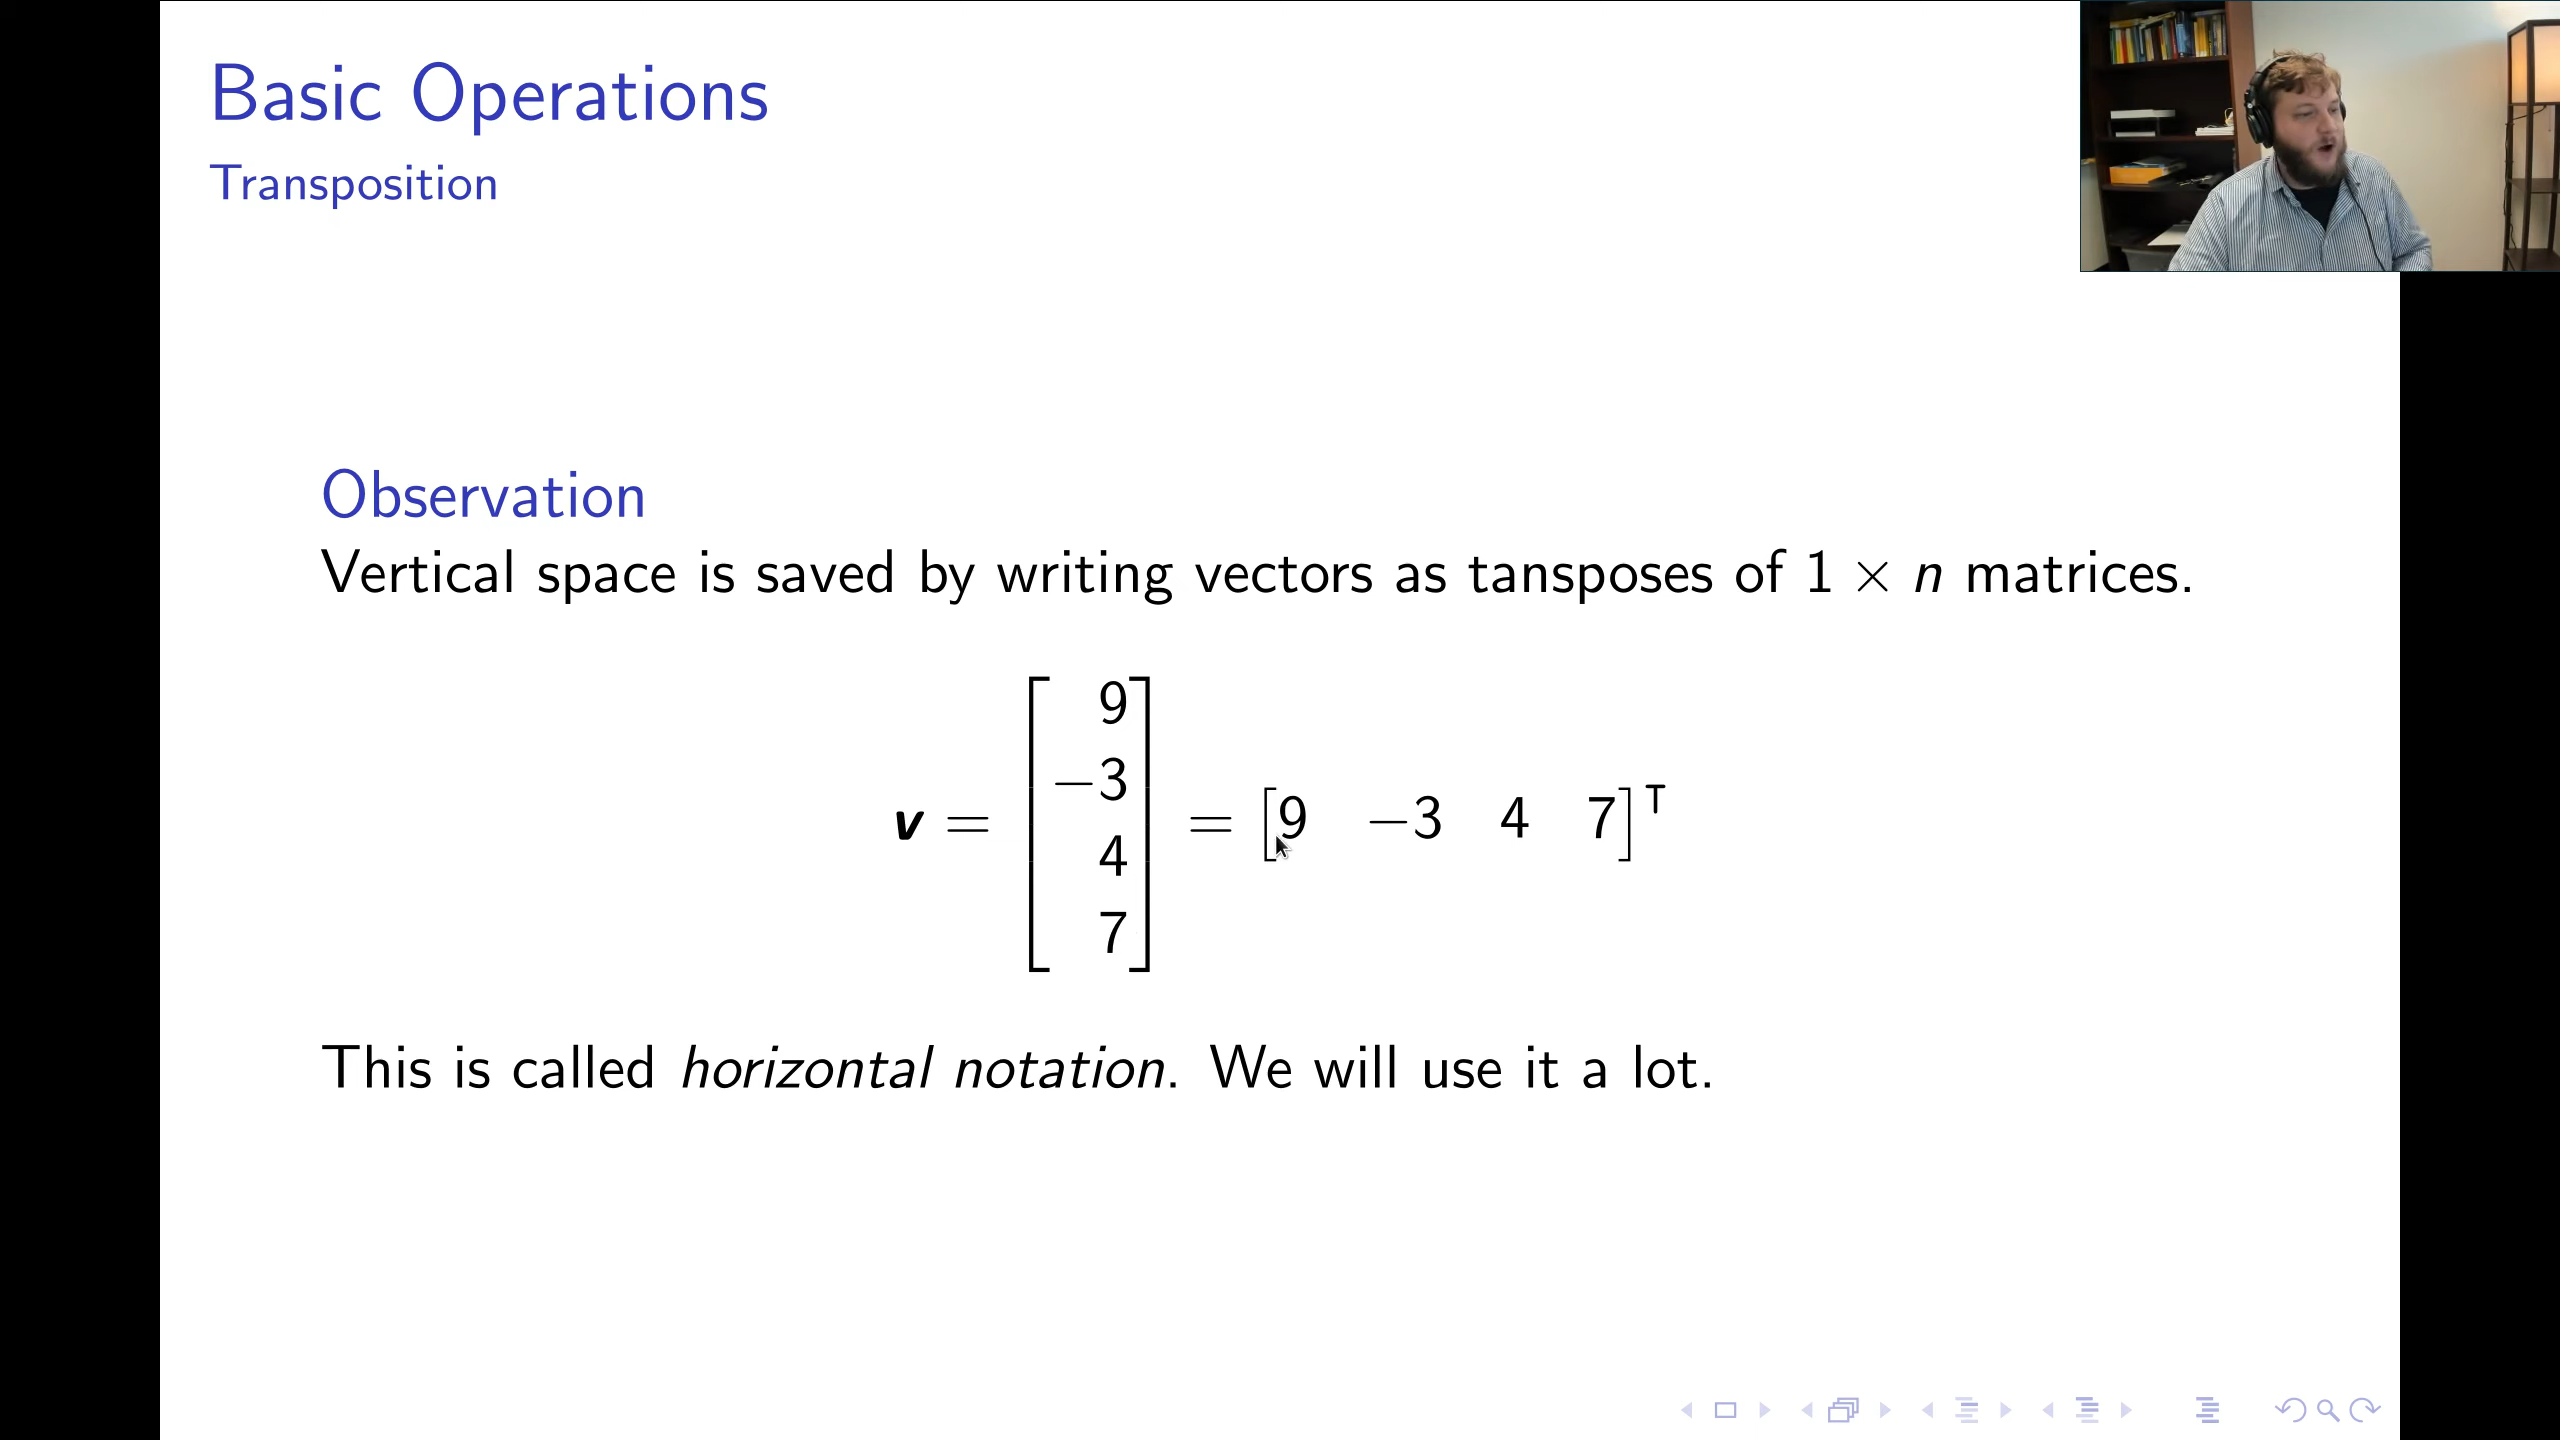 Basic Operations
Transposition
Observation
Vertical space is saved by writing vectors as tansposes of 1 × n matrices.
v = [9 −3 4 7] = [9 −3 4 7]ᵀ
This is called horizontal notation. We will use it a lot.